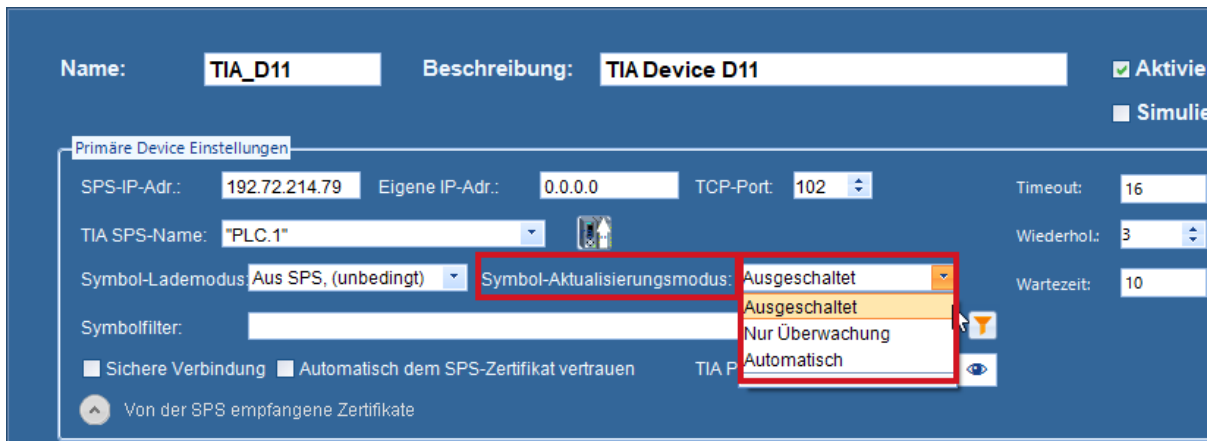 Name: TIA_D11 Beschreibung: TIA Device D11 Aktivie
Simulie
Primäre Device Einstellungen
SPS-IP-Adr.: 192.72.214.79 Eigene IP-Adr.: 0.0.0.0 TCP-Port: 102 Timeout: 16
TIA SPS-Name: "PLC.1" Wiederhol.: 3
Symbol-Lademodus: Aus SPS, (unbedingt) Symbol-Aktualisierungsmodus: Ausgeschaltet Wartezeit: 10
Ausgeschaltet
Symbolfilter: Nur Überwachung
Automatisch
Sichere Verbindung Automatisch dem SPS-Zertifikat vertrauen TIA P
Von der SPS empfangene Zertifikate